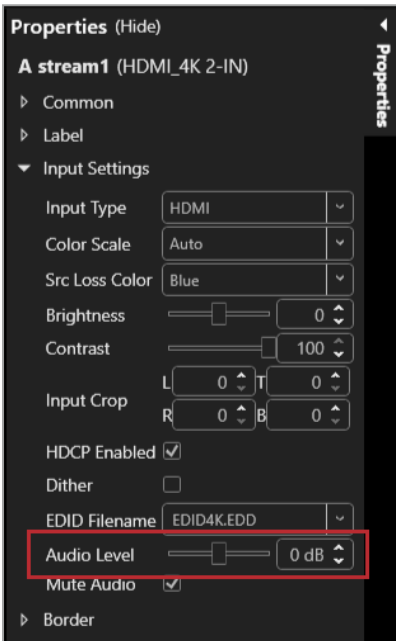 Properties (Hide)
Properties
A stream1 (HDMI_4K 2-IN)
Common
Label
Input Settings
Input Type HDMI
Color Scale Auto
Src Loss Color Blue
Brightness 0
Contrast 100
Input Crop
L 0 T 0
R 0 B 0
HDCP Enabled
Dither
EDID Filename EDID4K.EDD
Audio Level 0 dB
Mute Audio
Border